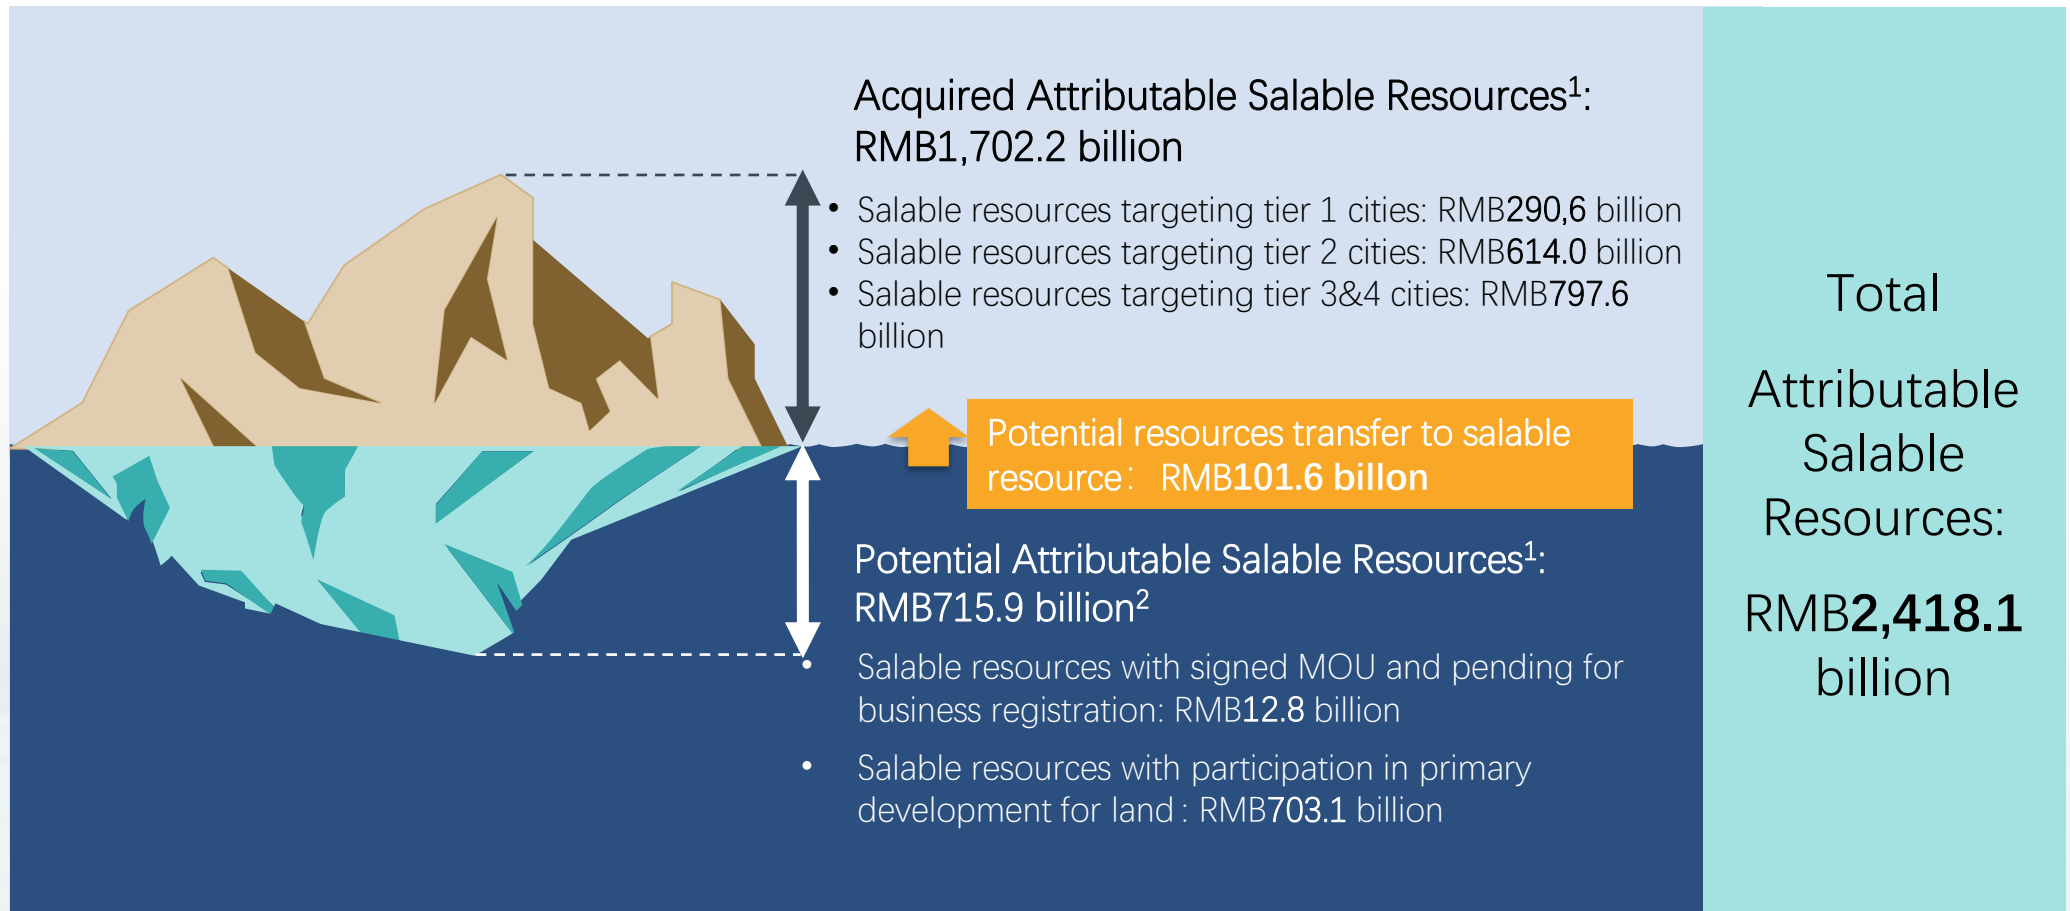 Acquired Attributable Salable Resources¹:
RMB1,702.2 billion
• Salable resources targeting tier 1 cities: RMB290,6 billion
• Salable resources targeting tier 2 cities: RMB614.0 billion
• Salable resources targeting tier 3&4 cities: RMB797.6
billion
Potential resources transfer to salable
resource： RMB101.6 billon
Potential Attributable Salable Resources¹:
RMB715.9 billion²
• Salable resources with signed MOU and pending for
business registration: RMB12.8 billion
• Salable resources with participation in primary
development for land : RMB703.1 billion
Total
Attributable
Salable
Resources:
RMB2,418.1
billion